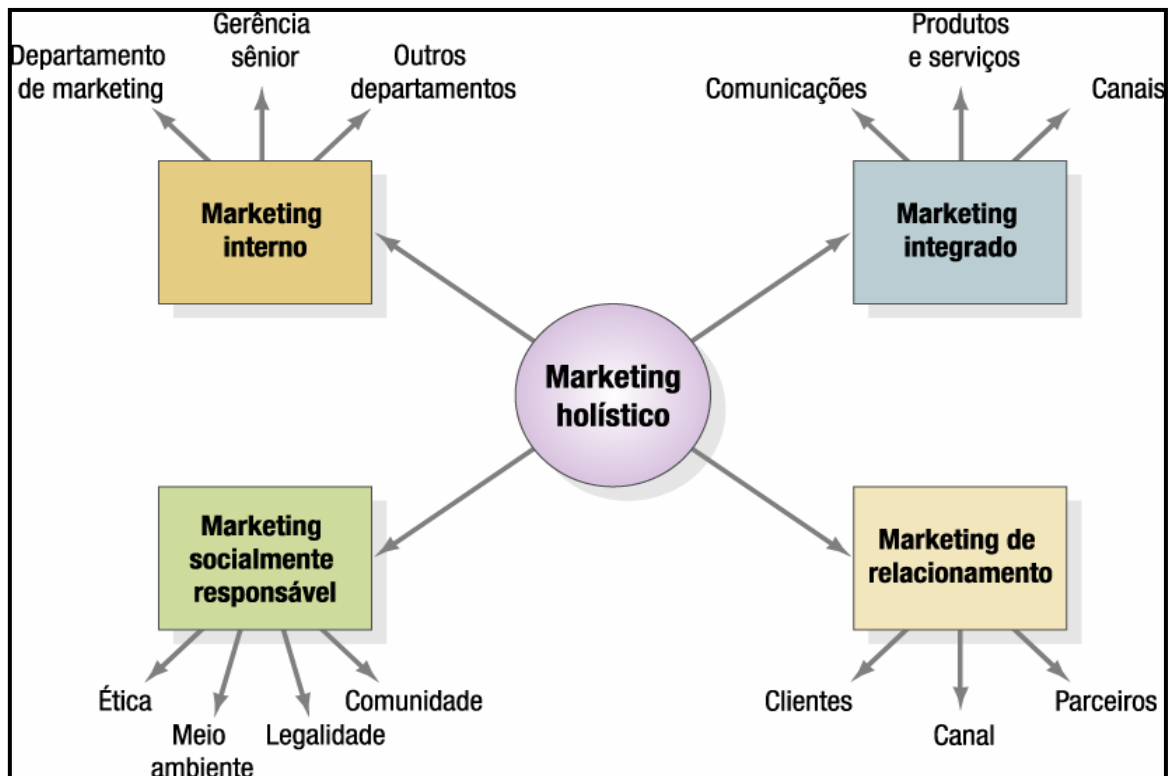 Gerência
sênior
Departamento
de marketing
Outros
departamentos
Marketing
interno
Produtos
e serviços
Comunicações
Canais
Marketing
integrado
Marketing
holístico
Marketing
socialmente
responsável
Ética
Meio
ambiente
Legalidade
Comunidade
Marketing de
relacionamento
Clientes
Canal
Parceiros